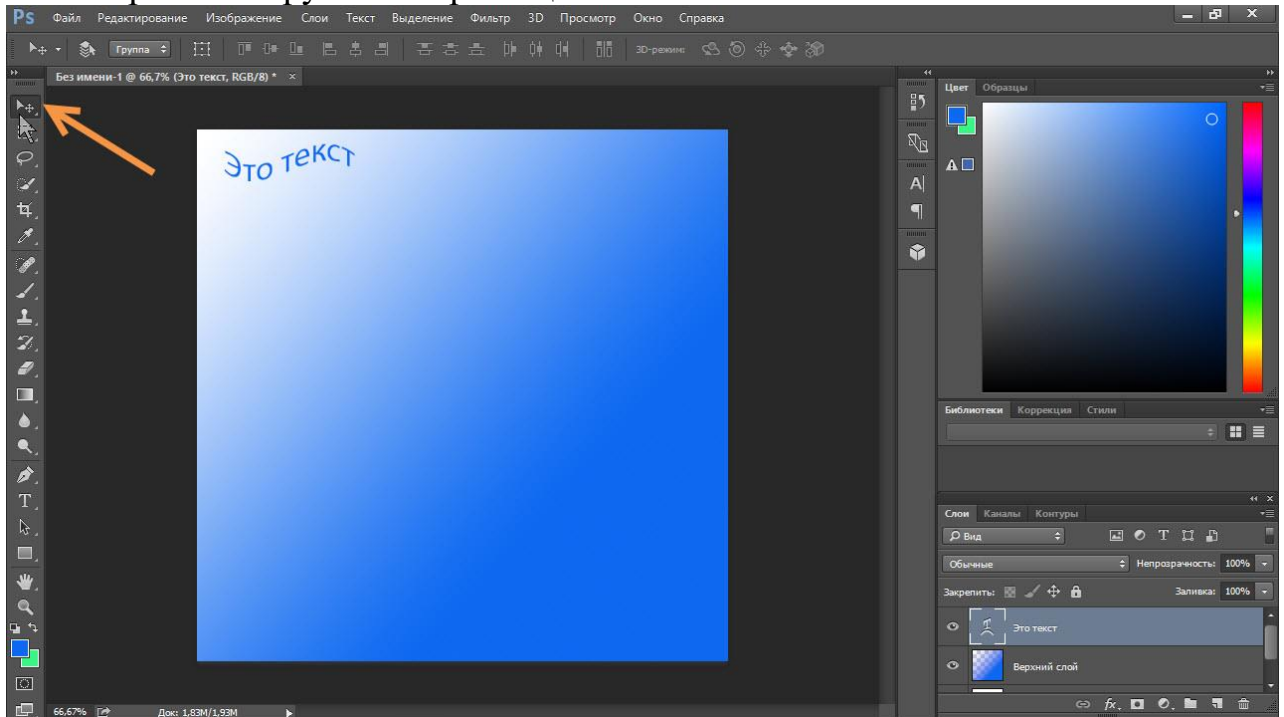 Ps Файл Редактирование Изображение Слои Текст Выделение Фильтр 3D Просмотр Окно Справка
Группа 3D-режим:
Без имени-1 @ 66,7% (Это текст, RGB/8) * ×
Цвет Образцы
Это текст
Библиотеки Коррекция Стили
Слои Каналы Контуры
Вид
Обычные Непрозрачность: 100%
Закрепить: Заливка: 100%
Это текст
Верхний слой
66,67% Док: 1,83M/1,93M